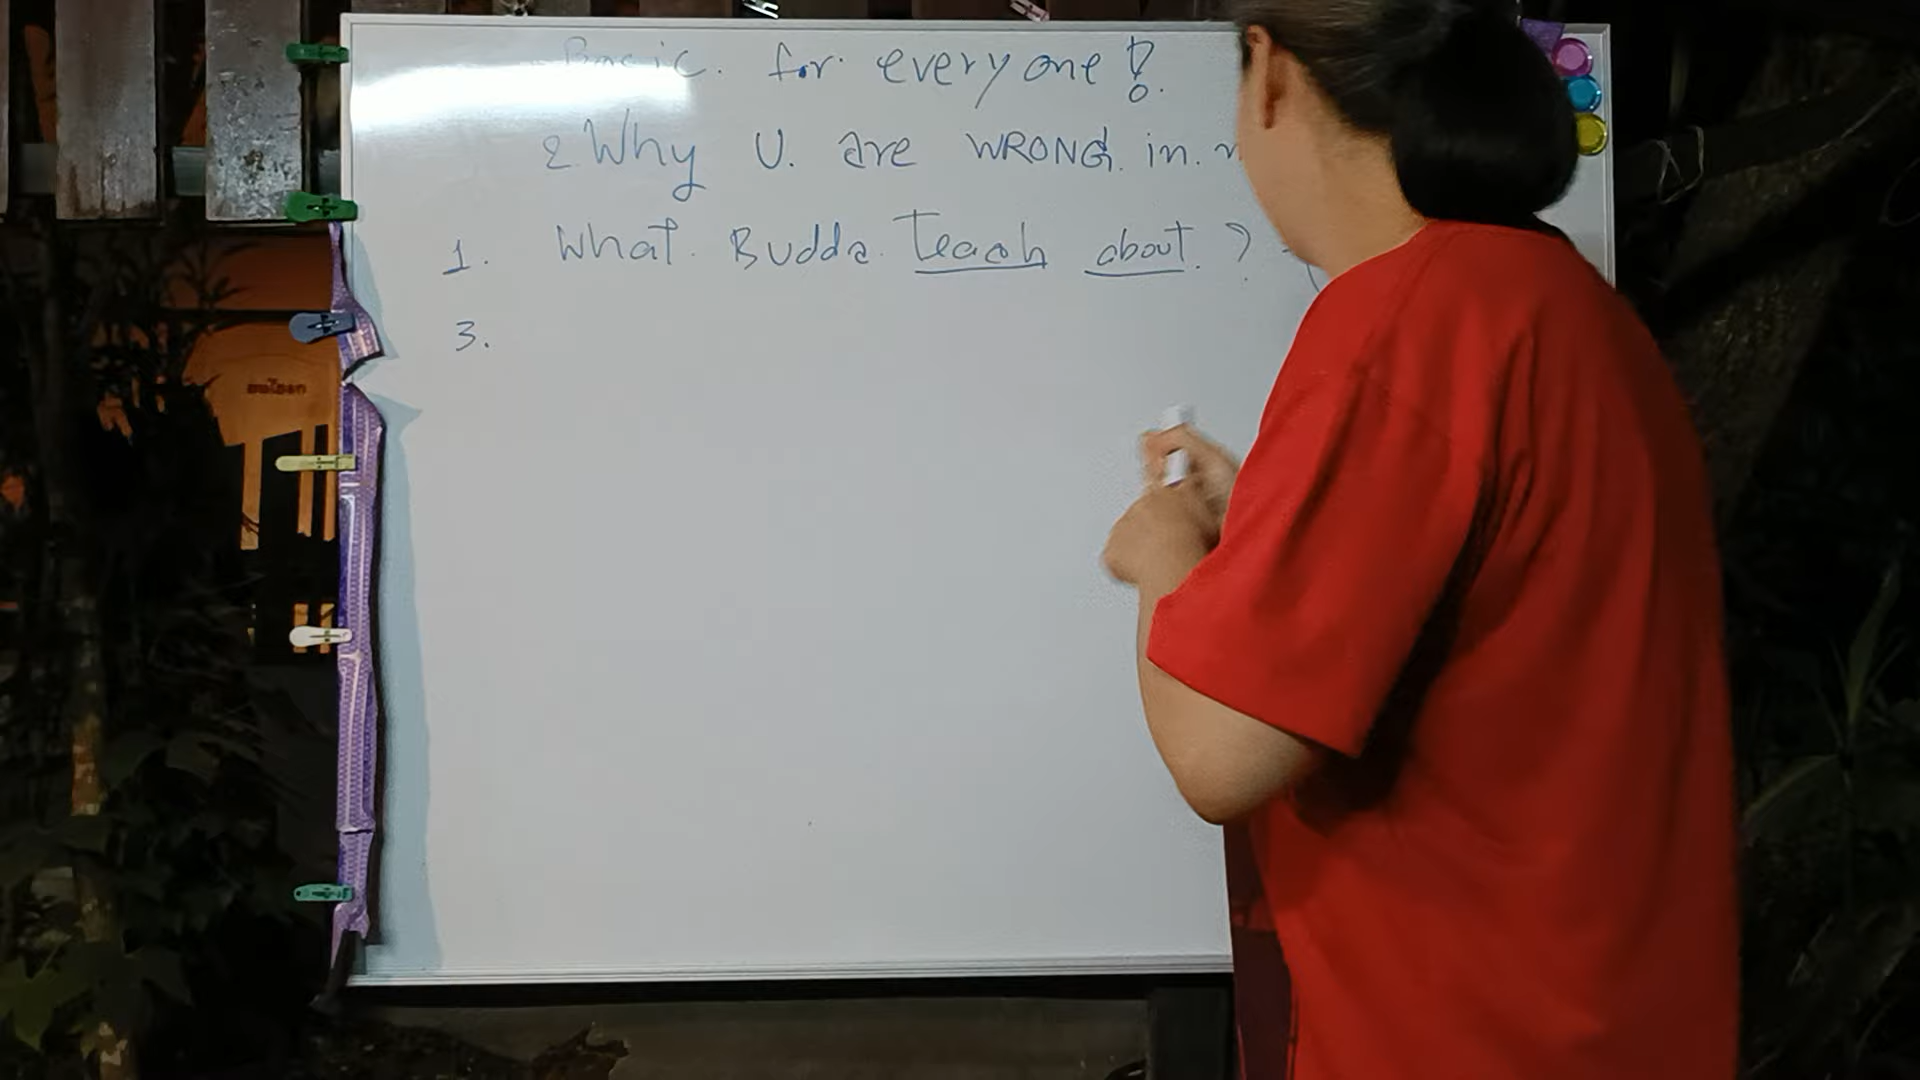 Basic. for everyone!
2 Why U. are WRONG. in.
1. What. Budda. Teach about. ?
3.